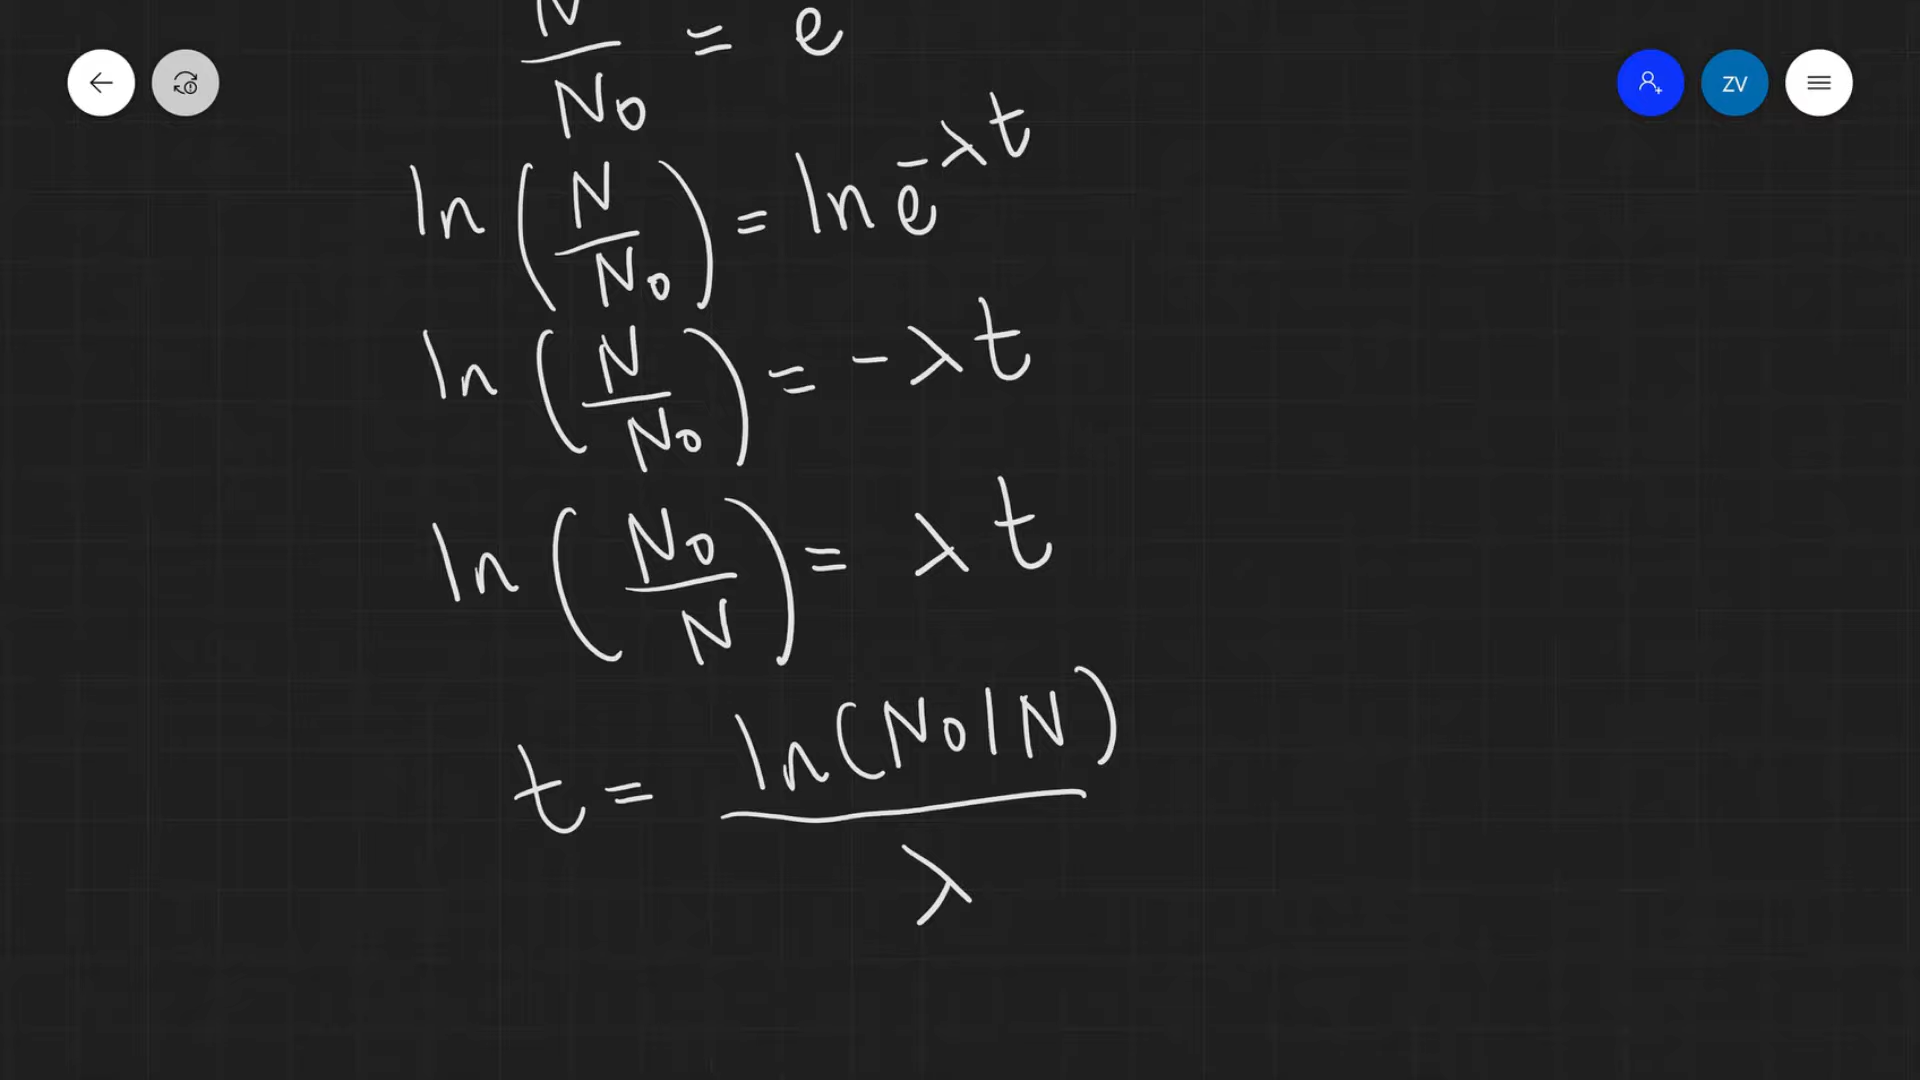 N/N₀ = e
ZV
ln(N/N₀) = ln e^-λt
ln(N/N₀) = -λt
ln(N₀/N) = λt
t = ln(N₀/N)/λ